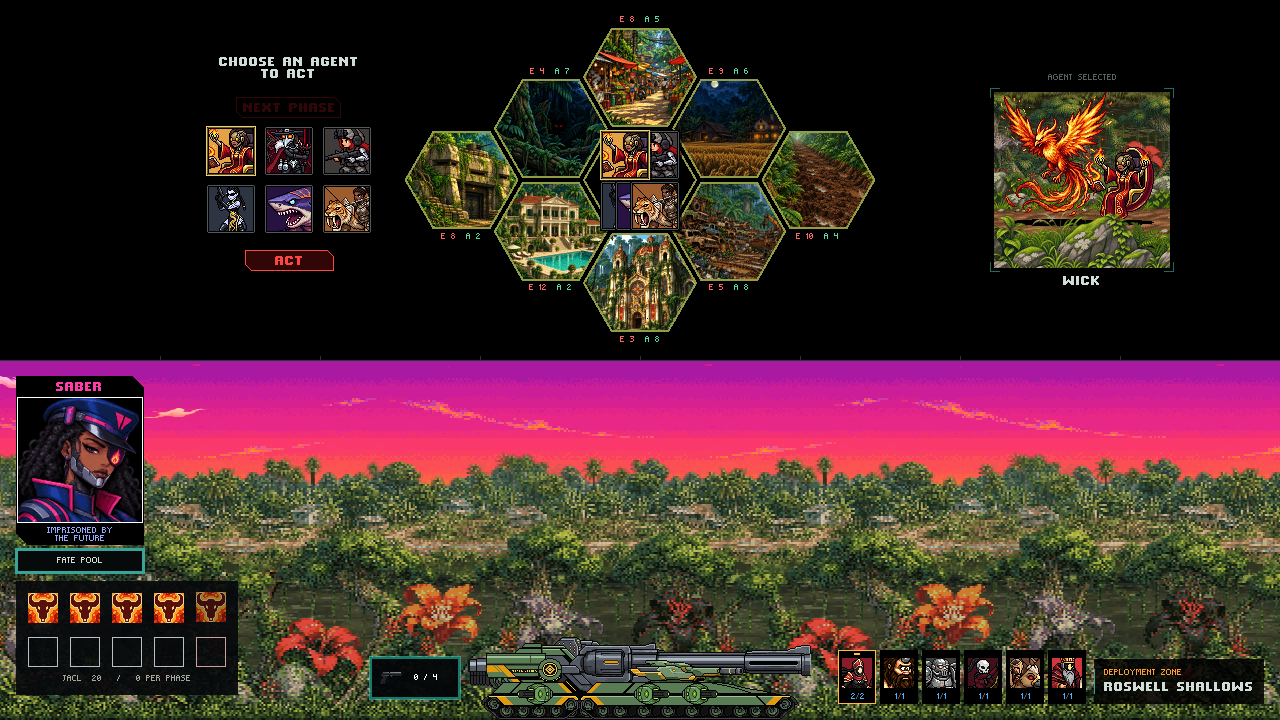 CHOOSE AN AGENT
TO ACT
NEXT PHASE
ACT
E 8 A 5
E 4 A 7
E 9 A 6
E 8 A 2
E 10 A 4
E 12 A 2
E 5 A 8
E 3 A 8
AGENT SELECTED
WICK
SABER
IMPRISONED BY
THE FUTURE
FATE POOL
JACL 20 / 0 PER PHASE
0 / 4
2/2
1/1
1/1
1/1
1/1
1/1
DEPLOYMENT ZONE
ROSWELL SHALLOWS